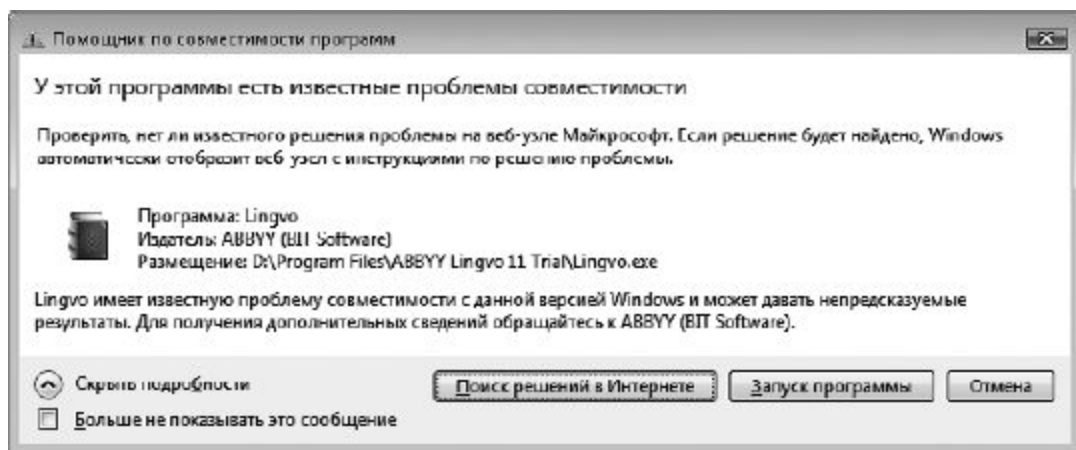 Помощник по совместимости программ
У этой программы есть известные проблемы совместимости
Проверить, нет ли известного решения проблемы на веб-узле Майкрософт. Если решение будет найдено, Windows
автоматически отобразит веб-узел с инструкциями по решению проблемы.
Программа: Lingvo
Издатель: ABBYY (BIT Software)
Размещение: D:\Program Files\ABBYY Lingvo 11 Trial\Lingvo.exe
Lingvo имеет известную проблему совместимости с данной версией Windows и может давать непредсказуемые
результаты. Для получения дополнительных сведений обращайтесь к ABBYY (BIT Software).
Скрыть подробности
Поиск решений в Интернете
Запуск программы
Отмена
Больше не показывать это сообщение